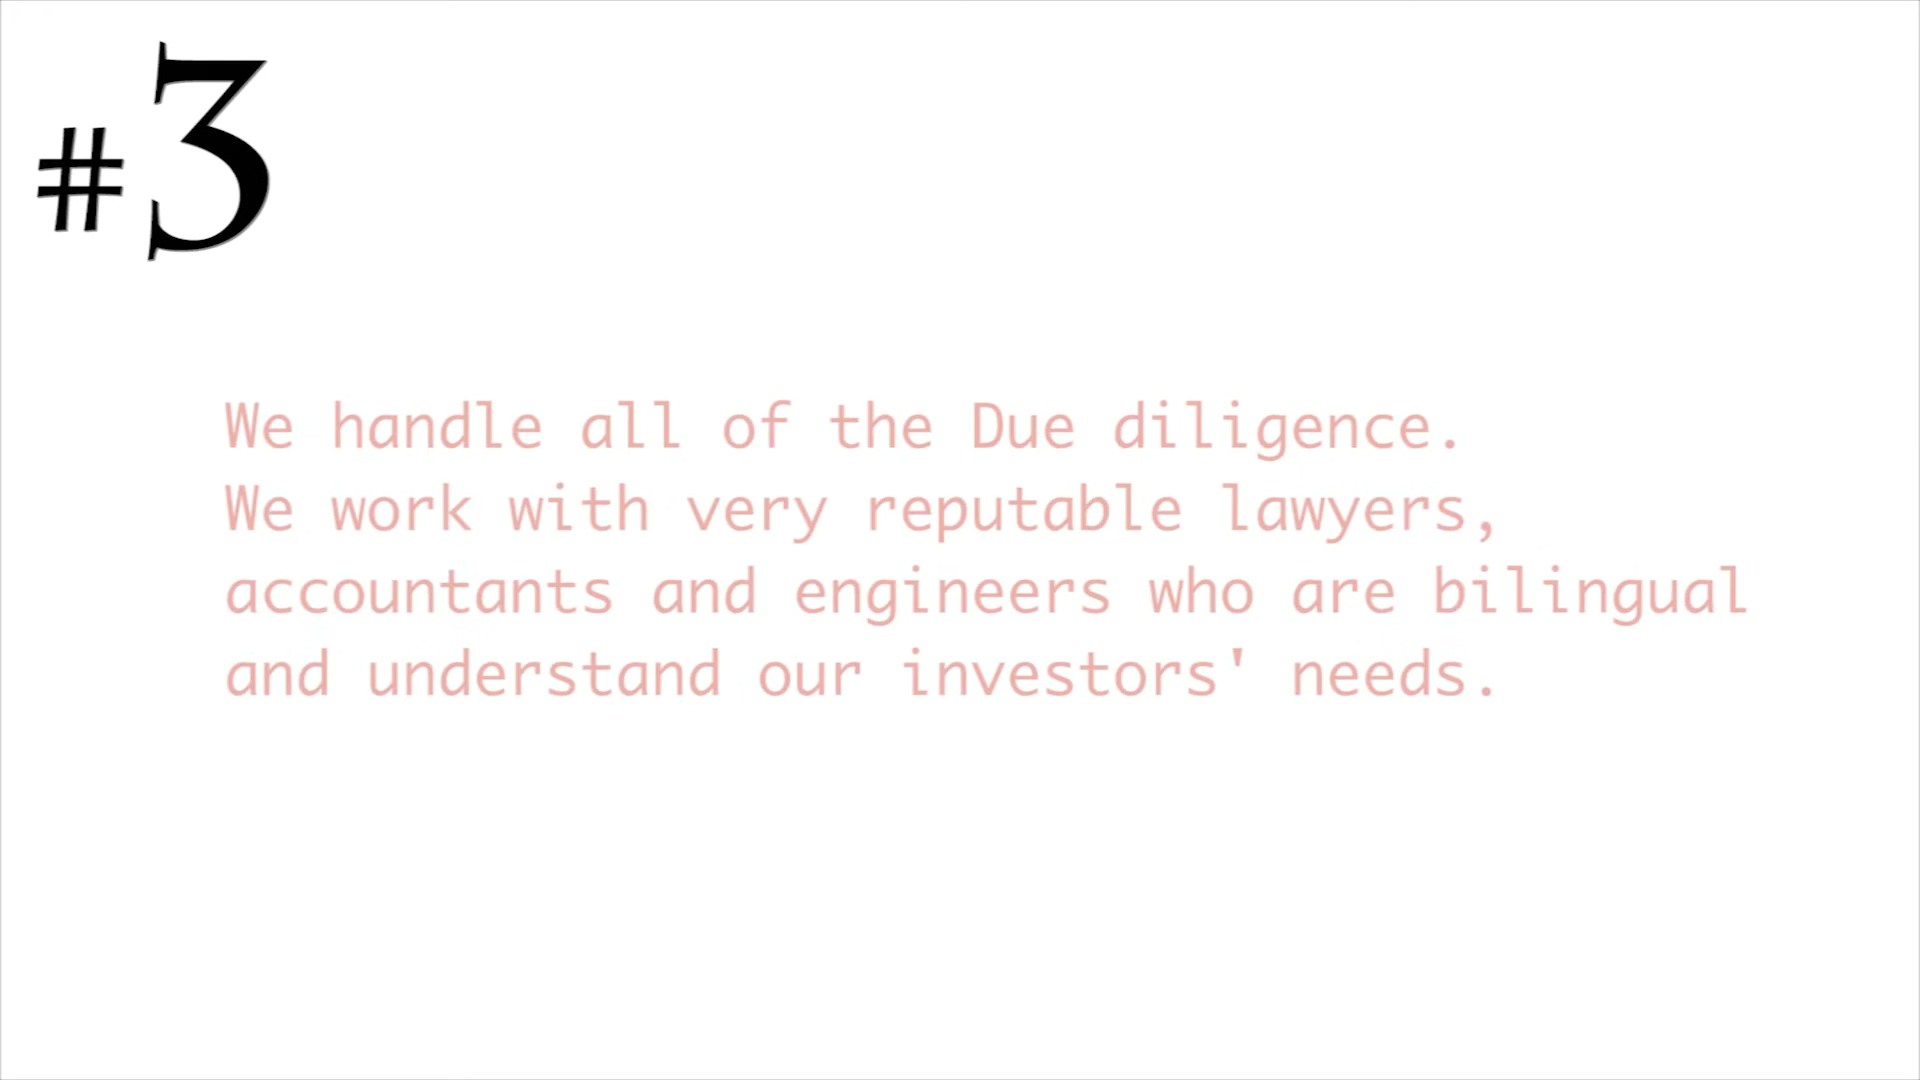 #3
We handle all of the Due diligence.
We work with very reputable lawyers,
accountants and engineers who are bilingual
and understand our investors' needs.